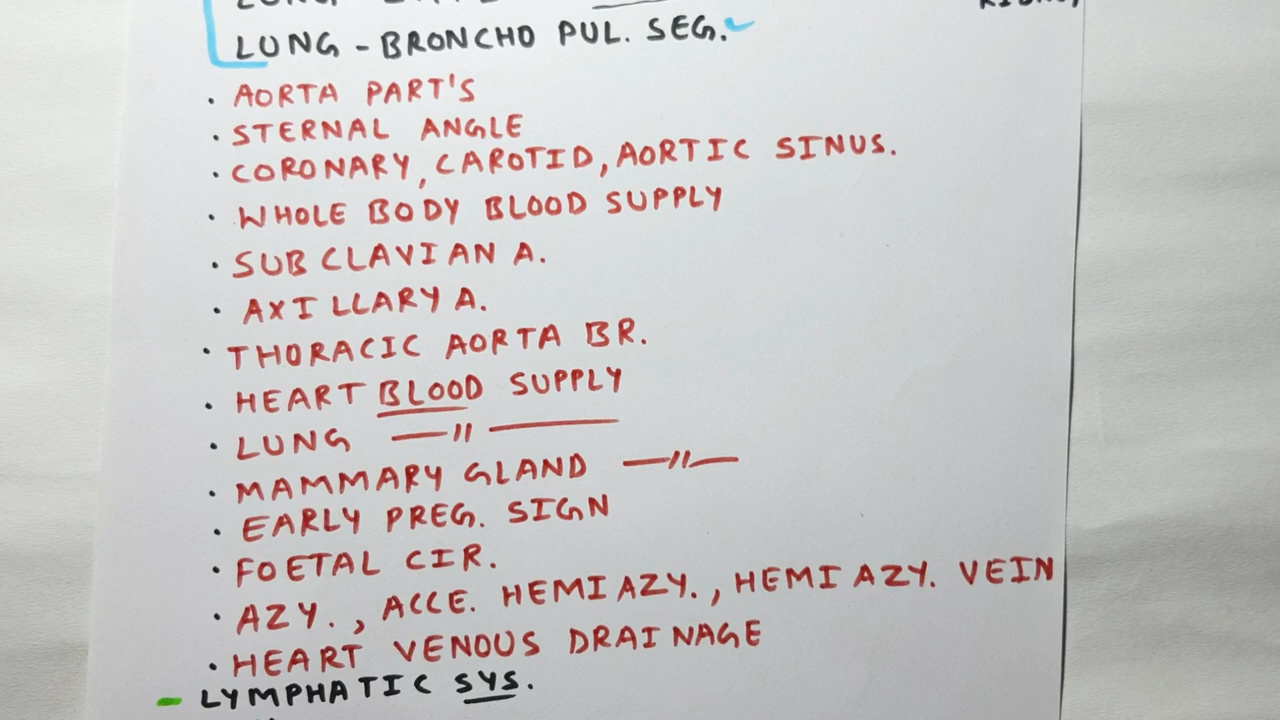 LUNG - BRONCHO PUL. SEG.
• AORTA PART'S
• STERNAL ANGLE
• CORONARY, CAROTID, AORTIC SINUS.
• WHOLE BODY BLOOD SUPPLY
• SUB CLAVIAN A.
• AXILLARY A.
• THORACIC AORTA BR.
• HEART BLOOD SUPPLY
• LUNG —〃—
• MAMMARY GLAND —〃—
• EARLY PREG. SIGN
• FOETAL CIR.
• AZY., ACCE. HEMIAZY., HEMIAZY. VEIN
• HEART VENOUS DRAINAGE
- LYMPHATIC SYS.